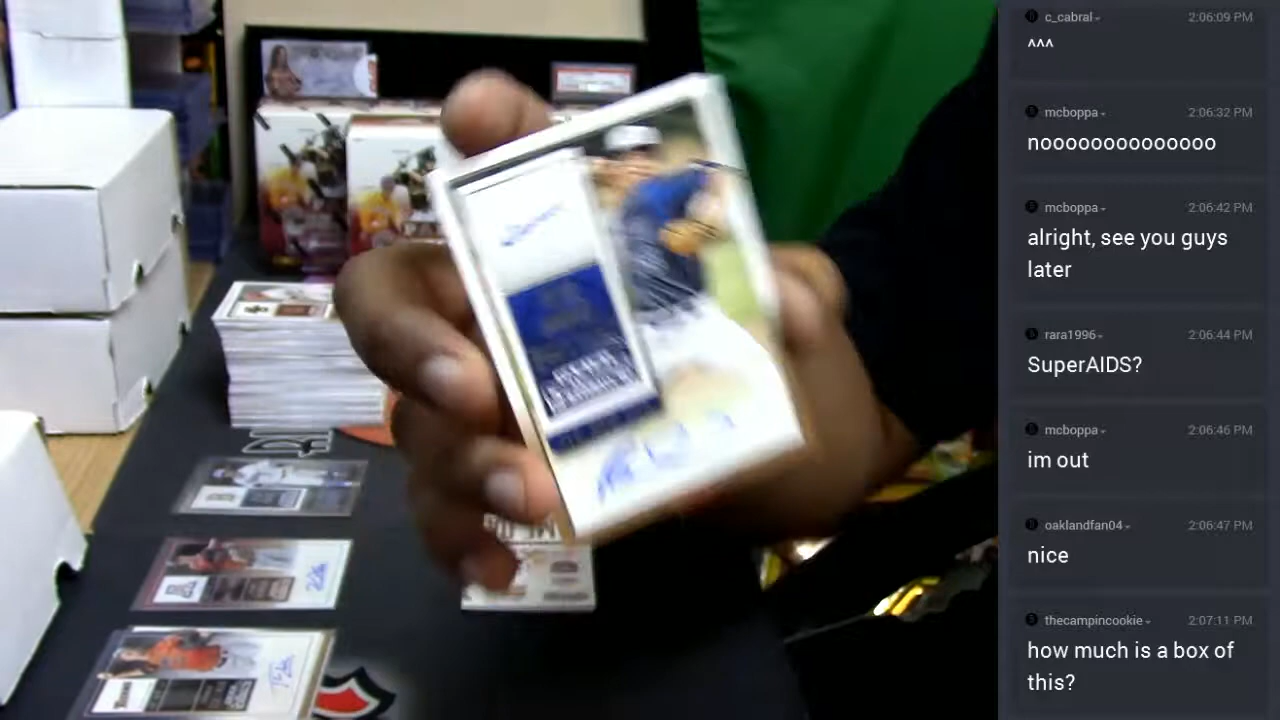 c_cabral
2:06:09 PM
^^^
mcboppa
2:06:32 PM
noooooooooooooo
mcboppa
2:06:42 PM
alright, see you guys
later
rara1996
2:06:44 PM
SuperAIDS?
mcboppa
2:06:46 PM
im out
oaklandfan04
2:06:47 PM
nice
thecampincookie
2:07:11 PM
how much is a box of
this?